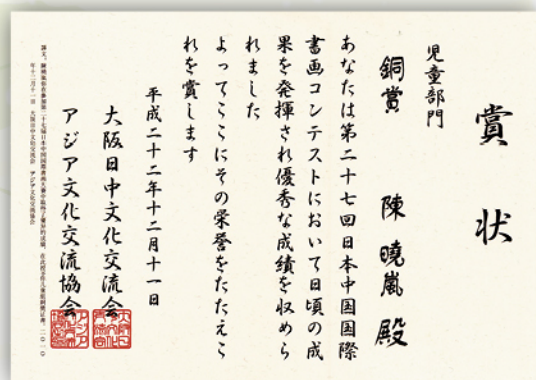 賞状
児童部門
銅賞 陳曉嵐殿
あなたは第二十七回日本中国国際
書画コンテストにおいて日頃の成
果を発揮され優秀な成績を収めら
れました
よってここにその栄誉をたたえこ
れを賞します
平成二十二年十二月十一日
大阪日中文化交流会
アジア文化交流協会